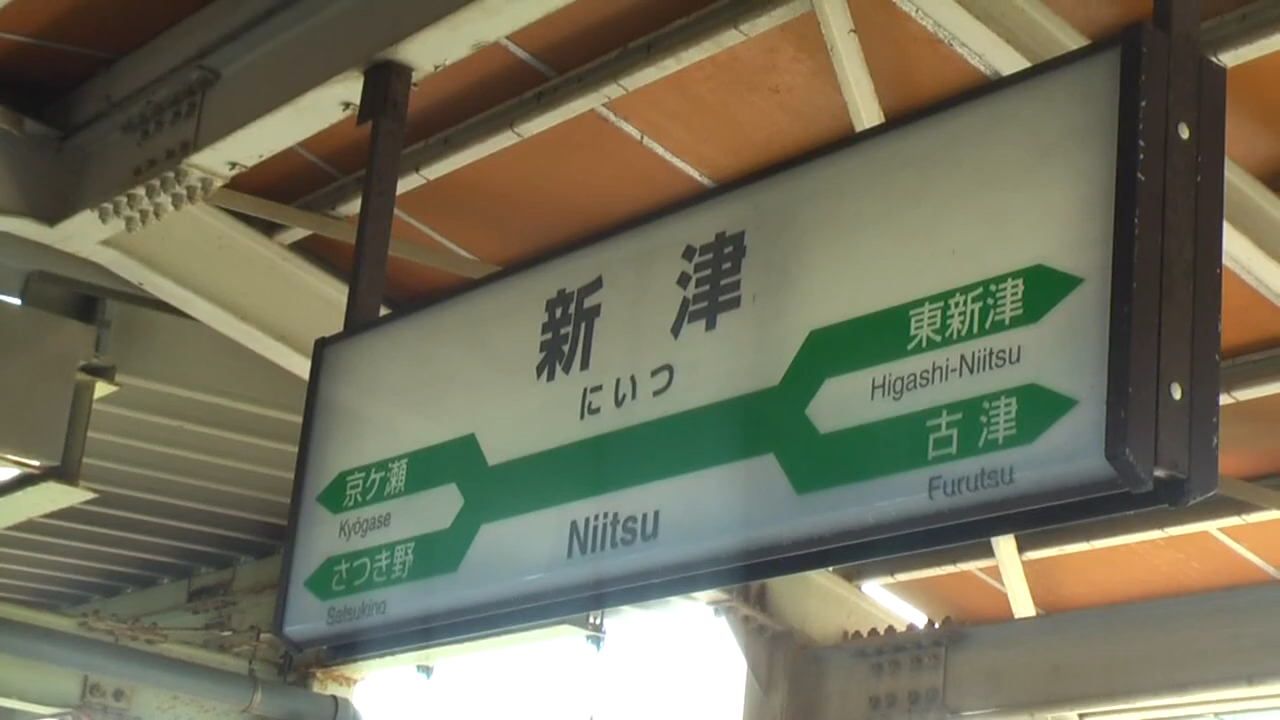 新津
にいつ
東新津
Higashi-Niitsu
古津
Furutsu
京ケ瀬
Kyōgase
さつき野
Satsukino
Niitsu